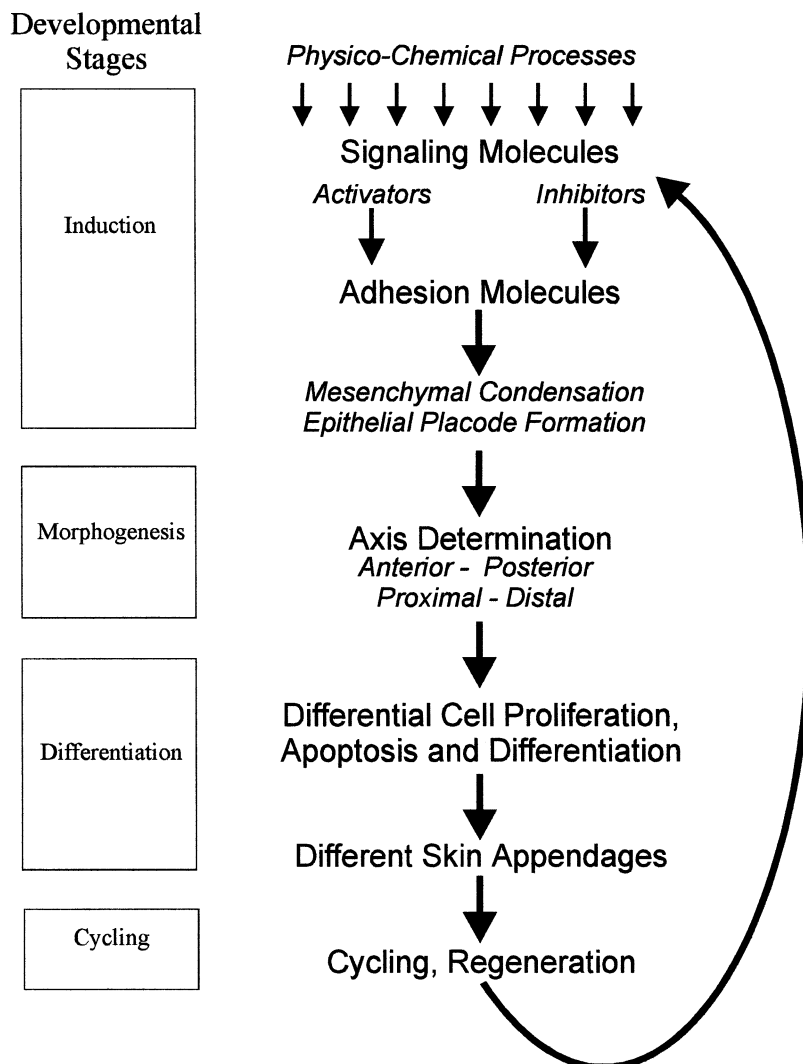 Developmental
Stages
Induction
Morphogenesis
Differentiation
Cycling
Physico-Chemical Processes
Signaling Molecules
Activators Inhibitors
Adhesion Molecules
Mesenchymal Condensation
Epithelial Placode Formation
Axis Determination
Anterior - Posterior
Proximal - Distal
Differential Cell Proliferation,
Apoptosis and Differentiation
Different Skin Appendages
Cycling, Regeneration